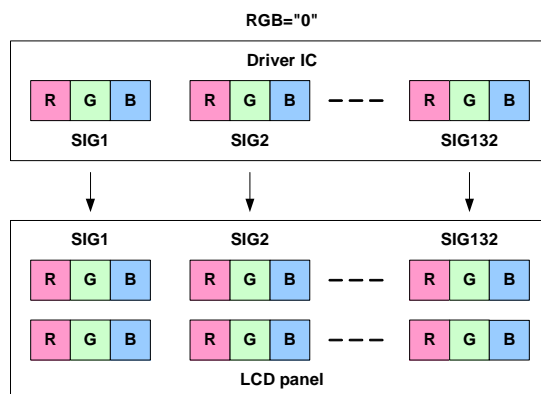 RGB="0"
Driver IC
R G B R G B R G B
SIG1 SIG2 SIG132
SIG1 SIG2 SIG132
R G B R G B R G B
R G B R G B R G B
LCD panel